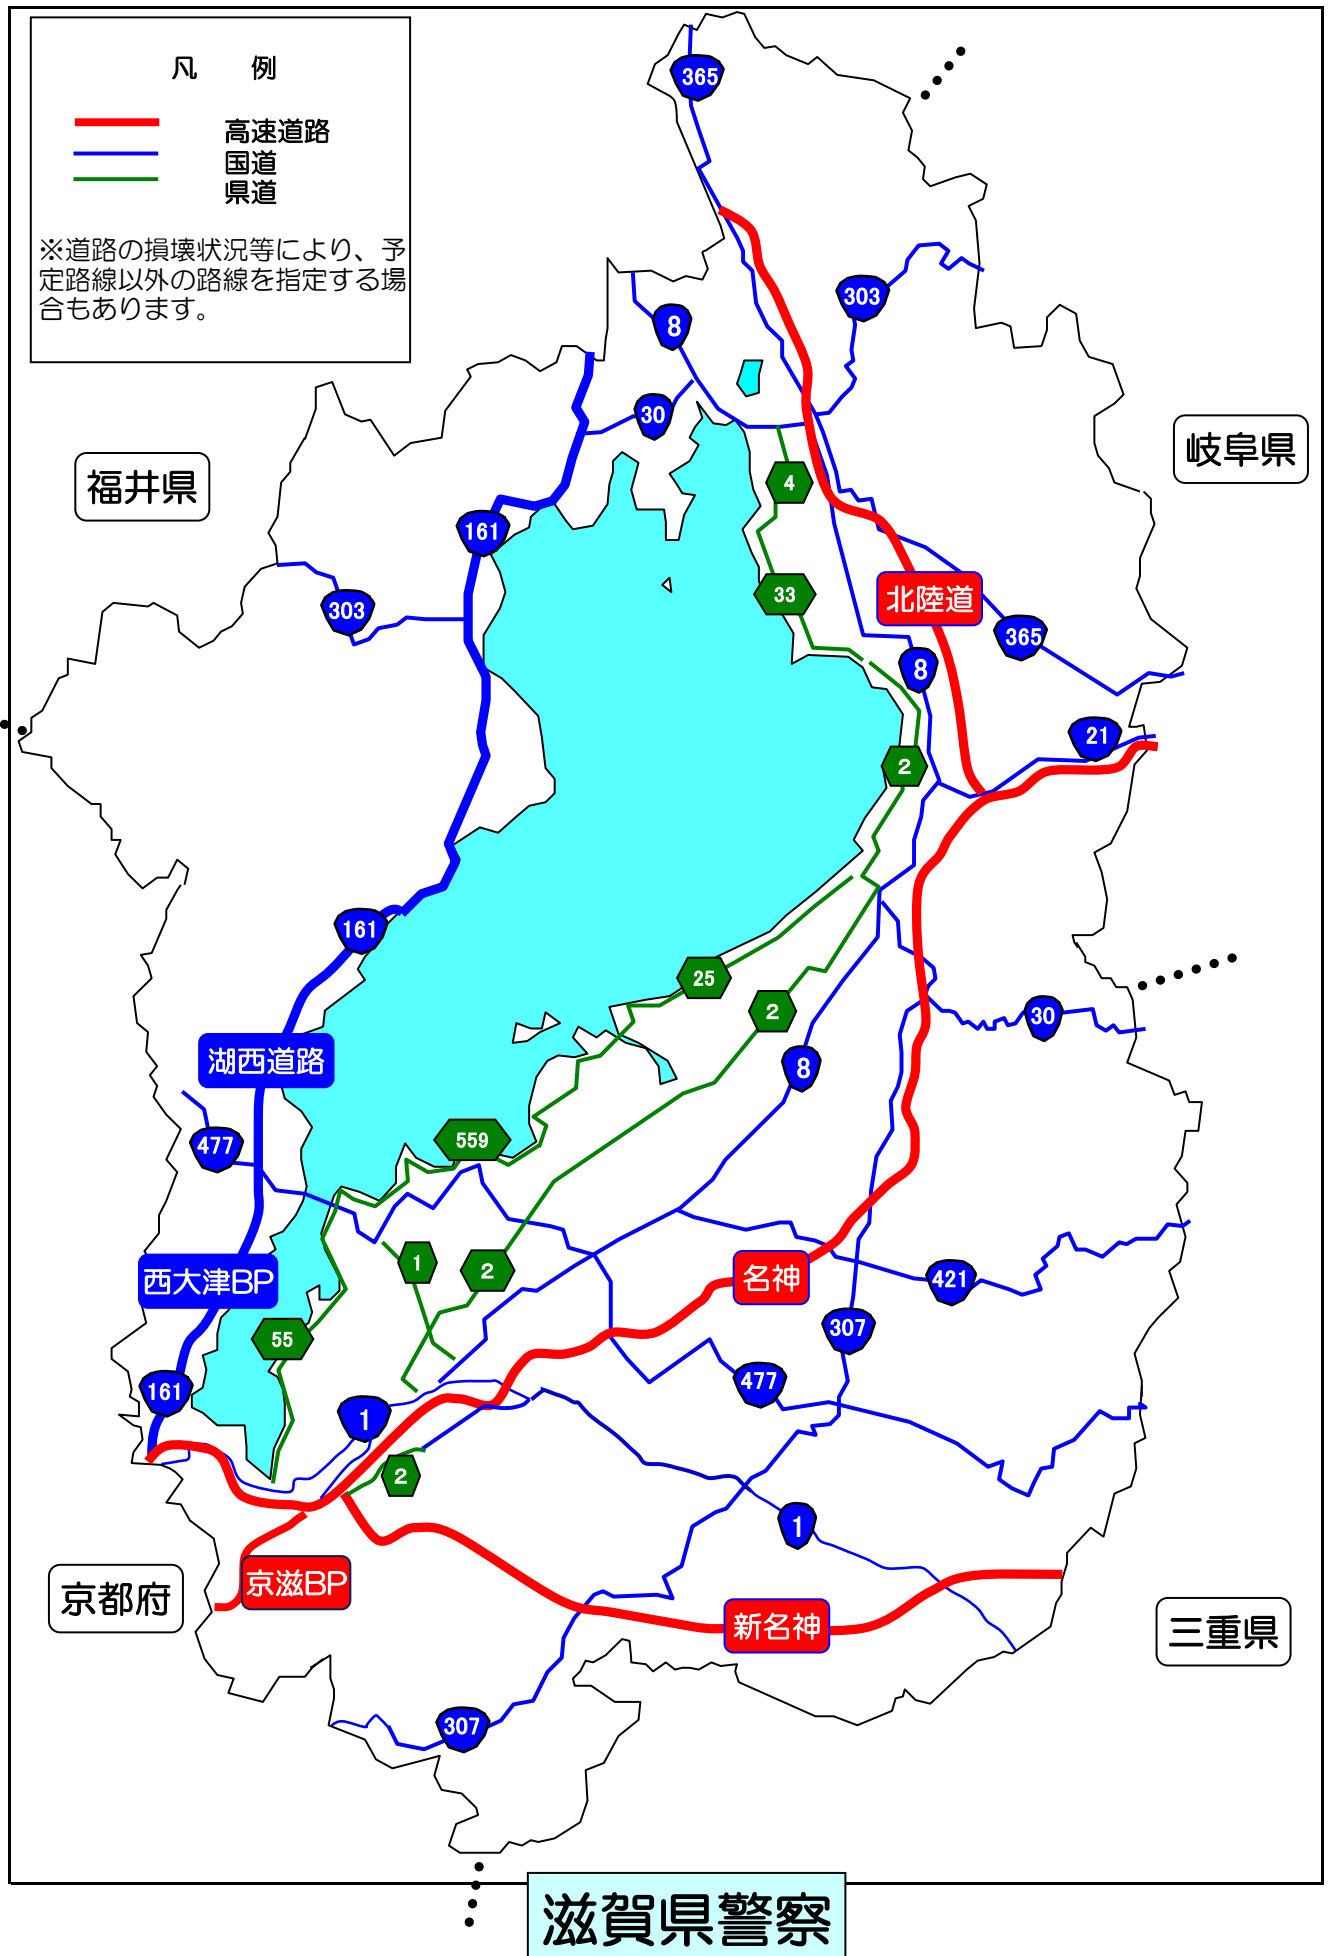 凡 例
高速道路
国道
県道
※道路の損壊状況等により、予
定路線以外の路線を指定する場
合もあります。
365
303
8
30
岐阜県
福井県
4
161
33
北陸道
303
365
8
21
2
161
25
2
30
湖西道路
8
559
477
1
2
名神
421
西大津BP
307
55
477
161
1
2
1
京都府
京滋BP
新名神
三重県
307
滋賀県警察